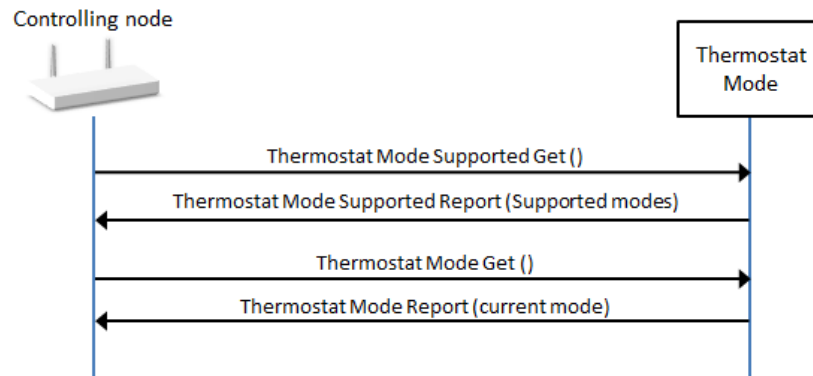 Controlling node
Thermostat
Mode
Thermostat Mode Supported Get ()
Thermostat Mode Supported Report (Supported modes)
Thermostat Mode Get ()
Thermostat Mode Report (current mode)